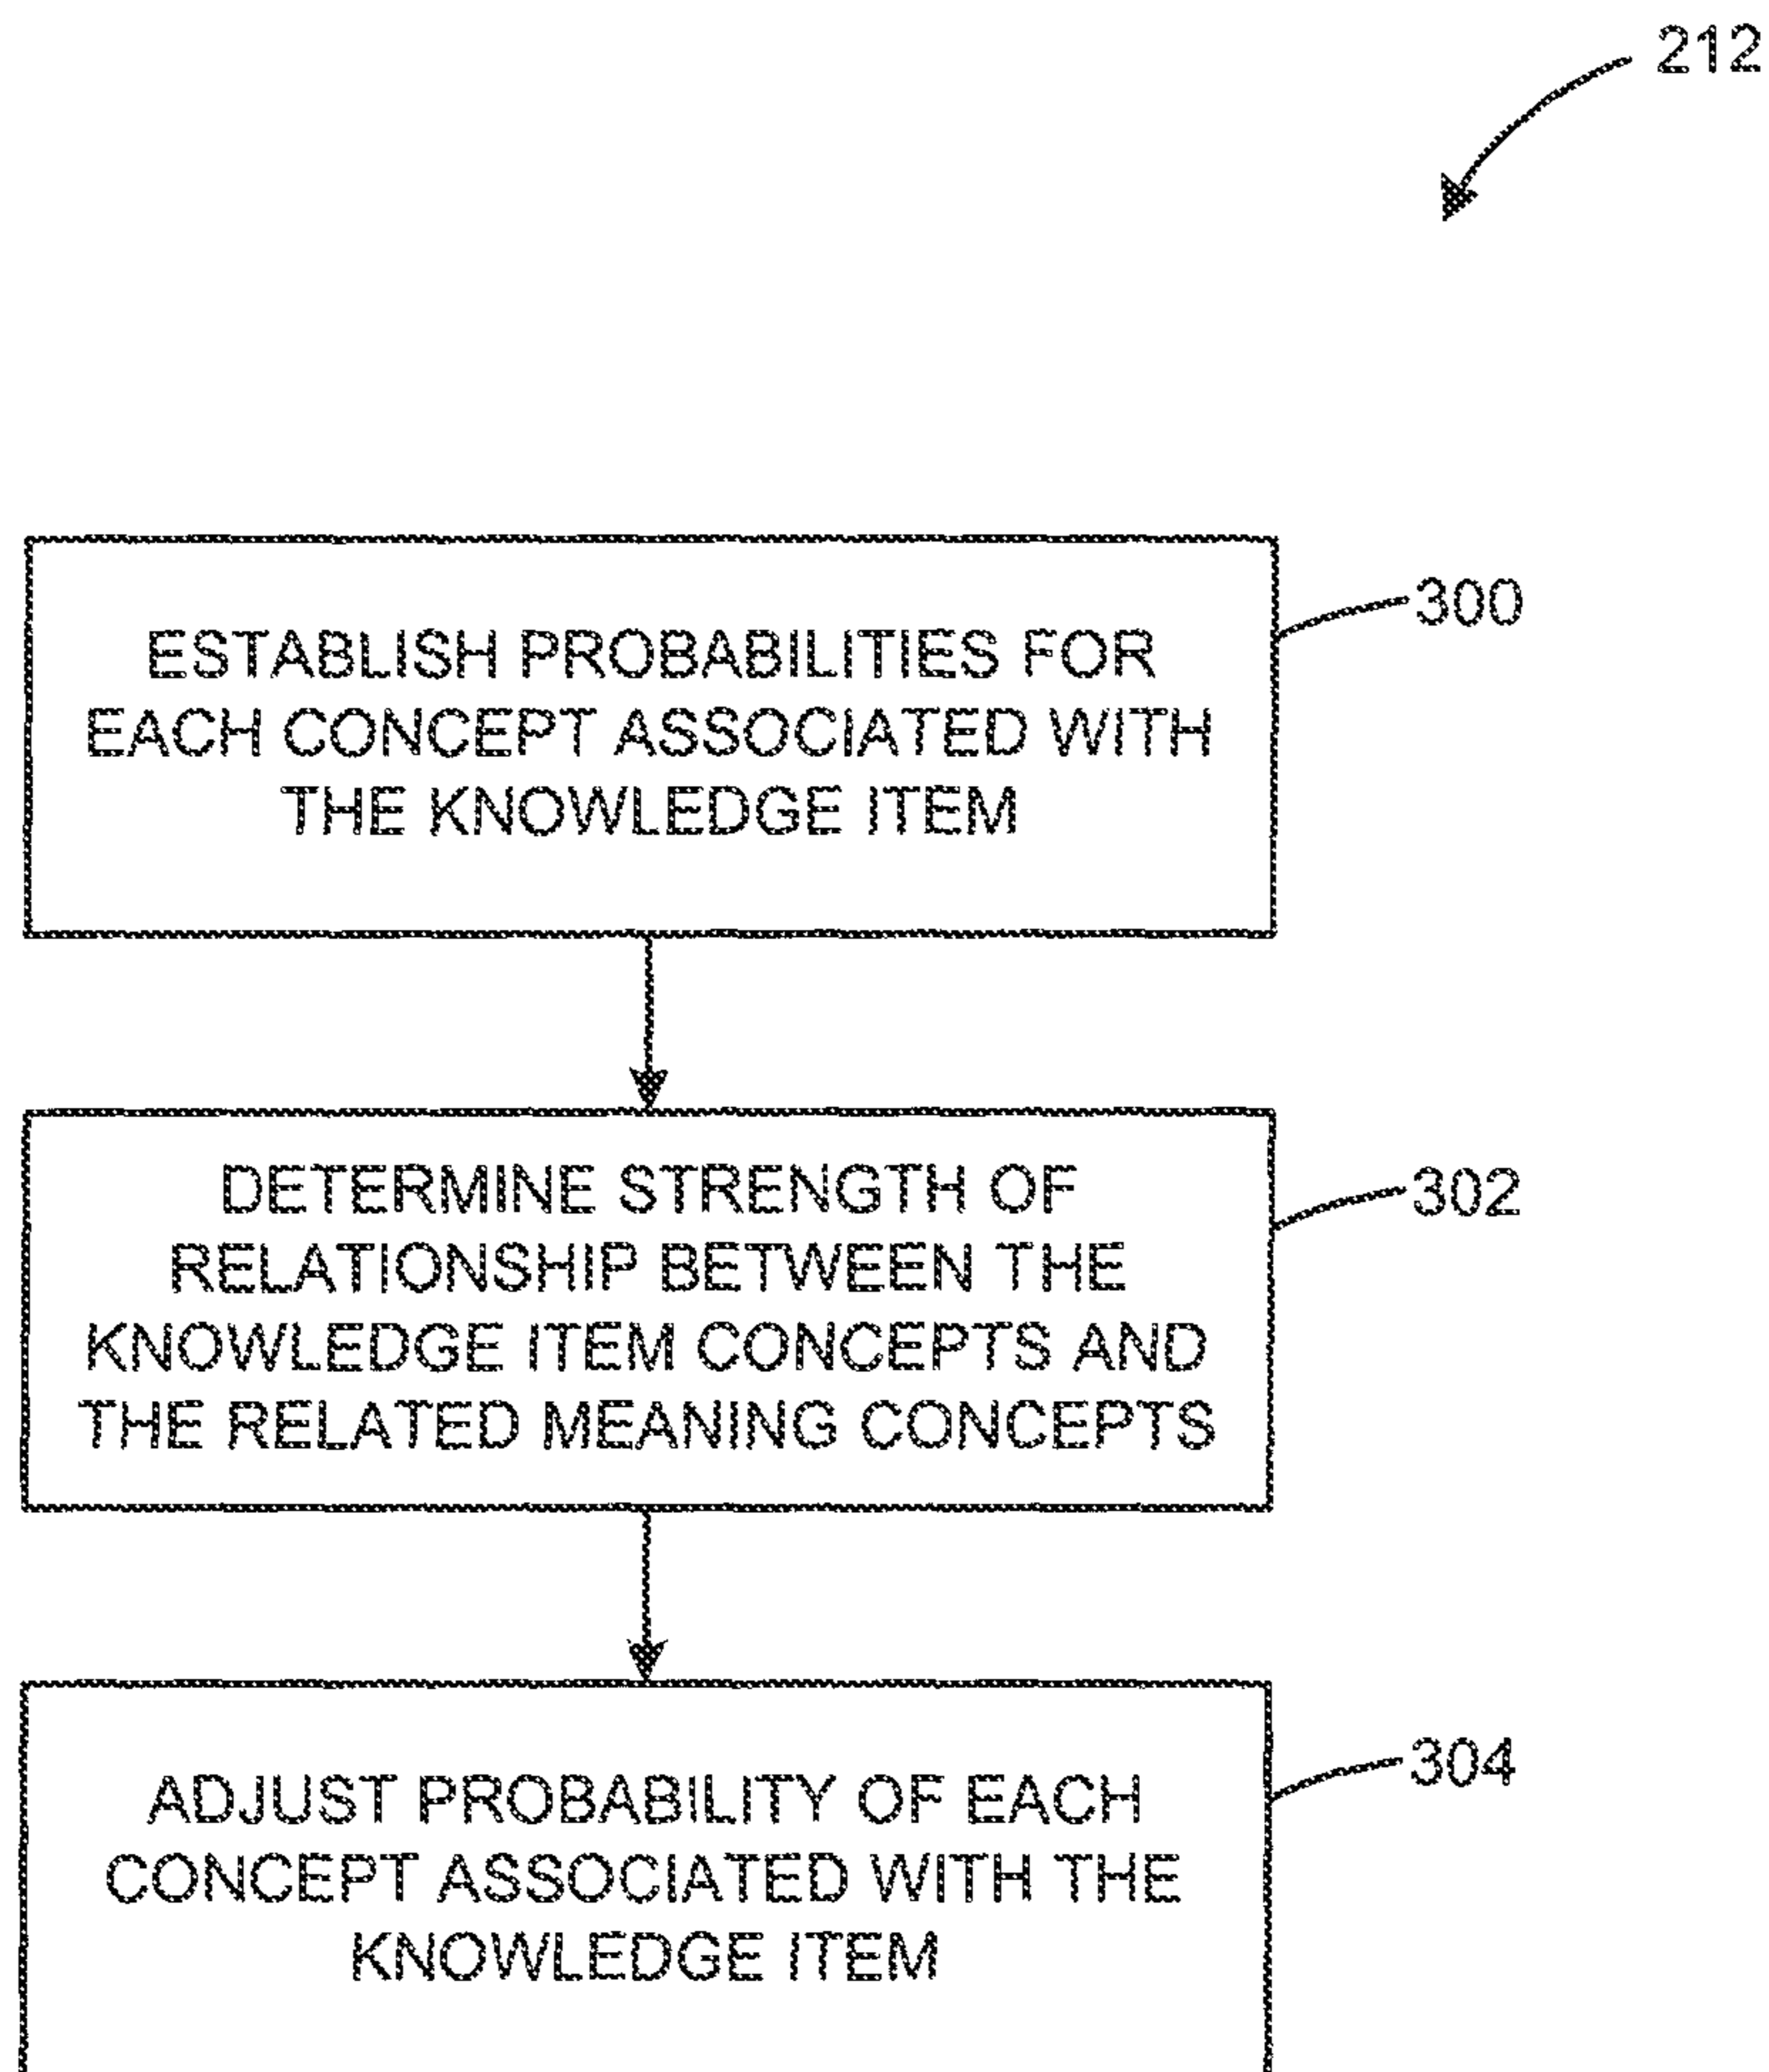 212
ESTABLISH PROBABILITIES FOR
EACH CONCEPT ASSOCIATED WITH
THE KNOWLEDGE ITEM
300
DETERMINE STRENGTH OF
RELATIONSHIP BETWEEN THE
KNOWLEDGE ITEM CONCEPTS AND
THE RELATED MEANING CONCEPTS
302
ADJUST PROBABILITY OF EACH
CONCEPT ASSOCIATED WITH THE
KNOWLEDGE ITEM
304